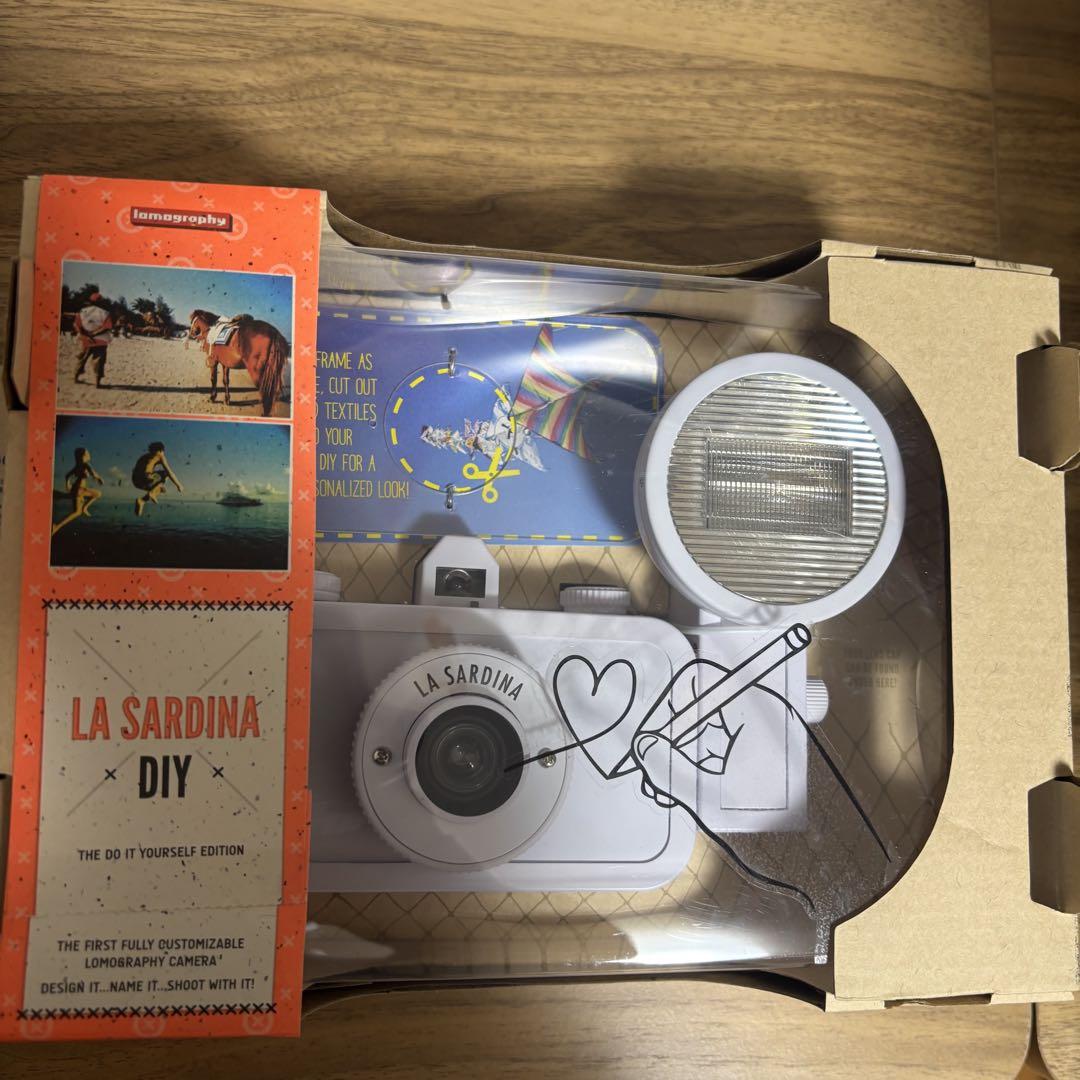 lomography
FRAME AS
E, CUT OUT
D TEXTILES
O YOUR
DIY FOR A
SONALIZED LOOK!
LA SARDINA
LA SARDINA
× DIY ×
THE DO IT YOURSELF EDITION
THE FIRST FULLY CUSTOMIZABLE
LOMOGRAPHY CAMERA
DESIGN IT...NAME IT...SHOOT WITH IT!